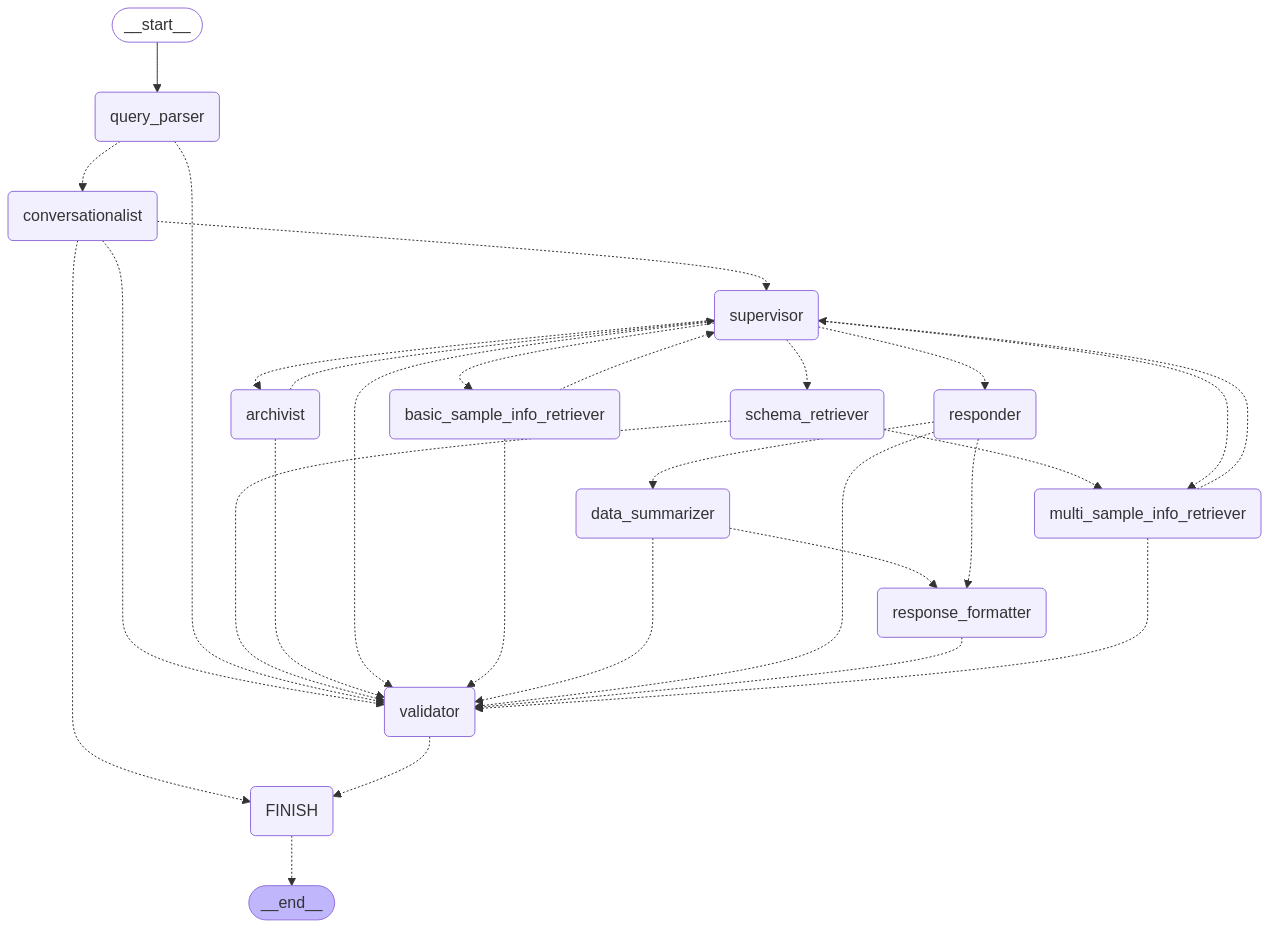 __start__
query_parser
conversationalist
supervisor
archivist
basic_sample_info_retriever
schema_retriever
responder
data_summarizer
multi_sample_info_retriever
response_formatter
validator
FINISH
__end__